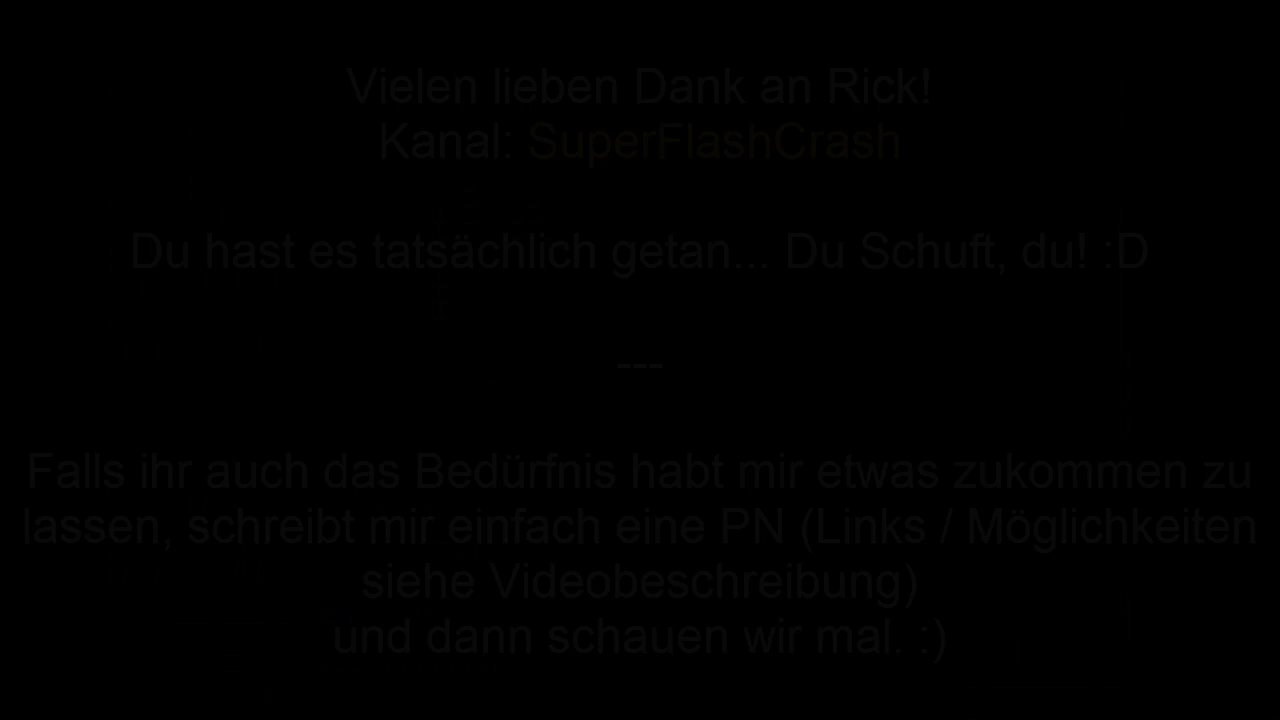 Vielen lieben Dank an Rick!
Kanal: SuperFlashCrash
Du hast es tatsächlich getan... Du Schuft, du! :D
---
Falls ihr auch das Bedürfnis habt mir etwas zukommen zu
lassen, schreibt mir einfach eine PN (Links / Möglichkeiten
siehe Videobeschreibung)
und dann schauen wir mal. :)